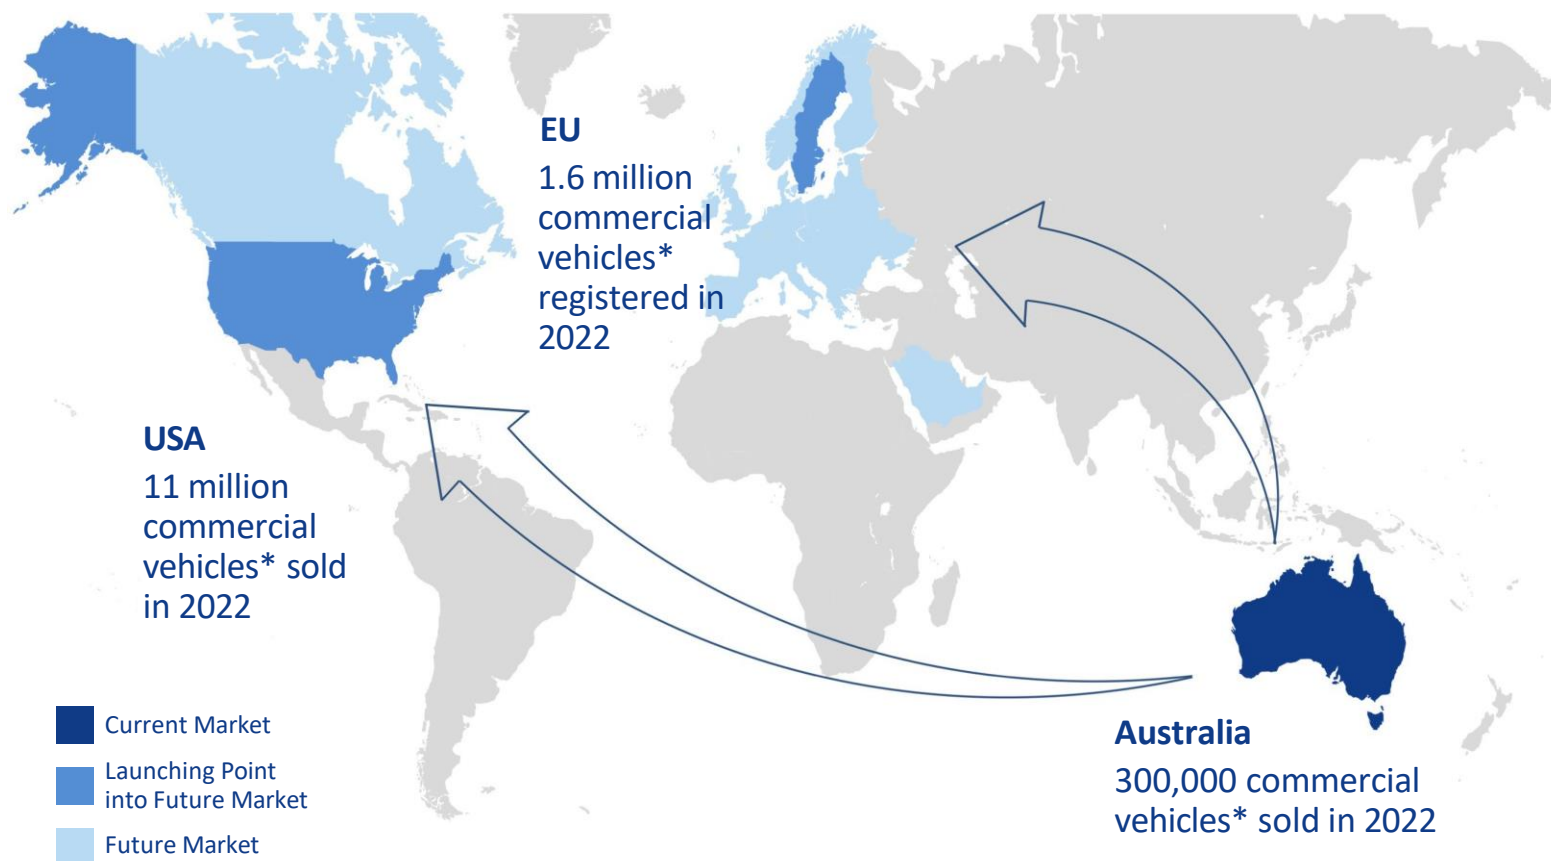 EU
1.6 million
commercial
vehicles*
registered in
2022
USA
11 million
commercial
vehicles* sold
in 2022
Current Market
Launching Point
into Future Market
Future Market
Australia
300,000 commercial
vehicles* sold in 2022